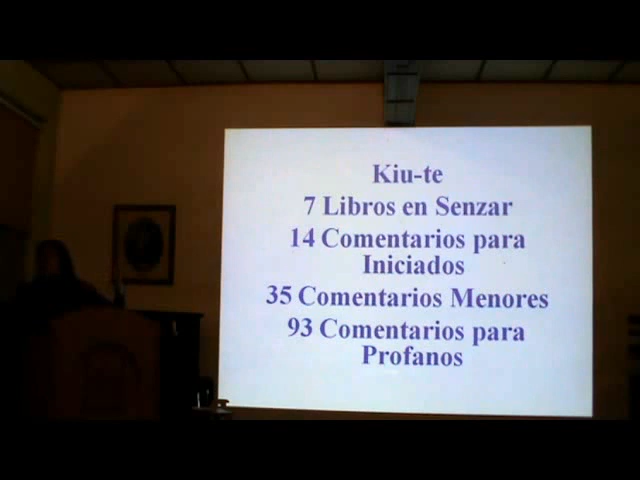 Kiu-te
7 Libros en Senzar
14 Comentarios para
Iniciados
35 Comentarios Menores
93 Comentarios para
Profanos